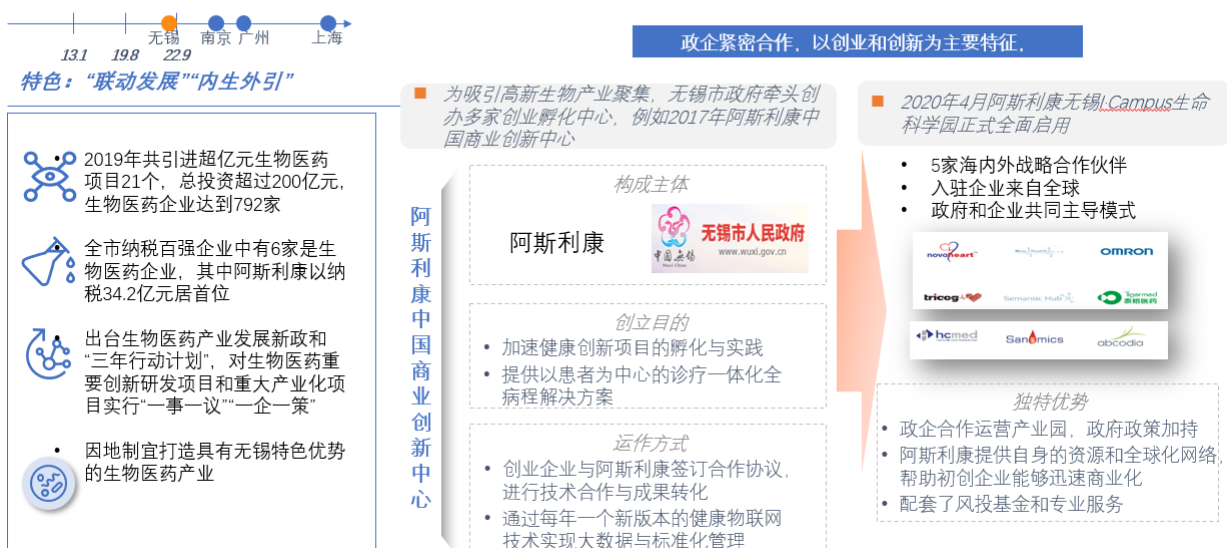 无锡 南京 广州 上海
13.1 19.8 22.9
特色：“联动发展”“内生外引”
政企紧密合作，以创业和创新为主要特征，
• 2019年共引进超亿元生物医药
项目21个，总投资超过200亿元，
生物医药企业达到792家
• 全市纳税百强企业中有6家是生
物医药企业，其中阿斯利康以纳
税34.2亿元居首位
• 出台生物医药产业发展新政和
“三年行动计划”，对生物医药重
要创新研发项目和重大产业化项
目实行“一事一议”“一企一策”
• 因地制宜打造具有无锡特色优势
的生物医药产业
为吸引高新生物产业聚集，无锡市政府牵头创
办多家创业孵化中心，例如2017年阿斯利康中
国商业创新中心
阿斯利康中国商业创新中心
构成主体
阿斯利康
中国无锡
Wuxi China
无锡市人民政府
www.wuxi.gov.cn
创立目的
• 加速健康创新项目的孵化与实践
• 提供以患者为中心的诊疗一体化全
病程解决方案
运作方式
• 创业企业与阿斯利康签订合作协议，
进行技术合作与成果转化
• 通过每年一个新版本的健康物联网
技术实现大数据与标准化管理
2020年4月阿斯利康无锡I·Campus生命
科学园正式全面启用
• 5家海内外战略合作伙伴
• 入驻企业来自全球
• 政府和企业共同主导模式
novoheart OMRON
tricog Semantic Hub Tigermed
泰格医药
hcmed Sanomics abcodia
独特优势
• 政企合作运营产业园，政府政策加持
• 阿斯利康提供自身的资源和全球化网络，
帮助初创企业能够迅速商业化
• 配套了风投基金和专业服务